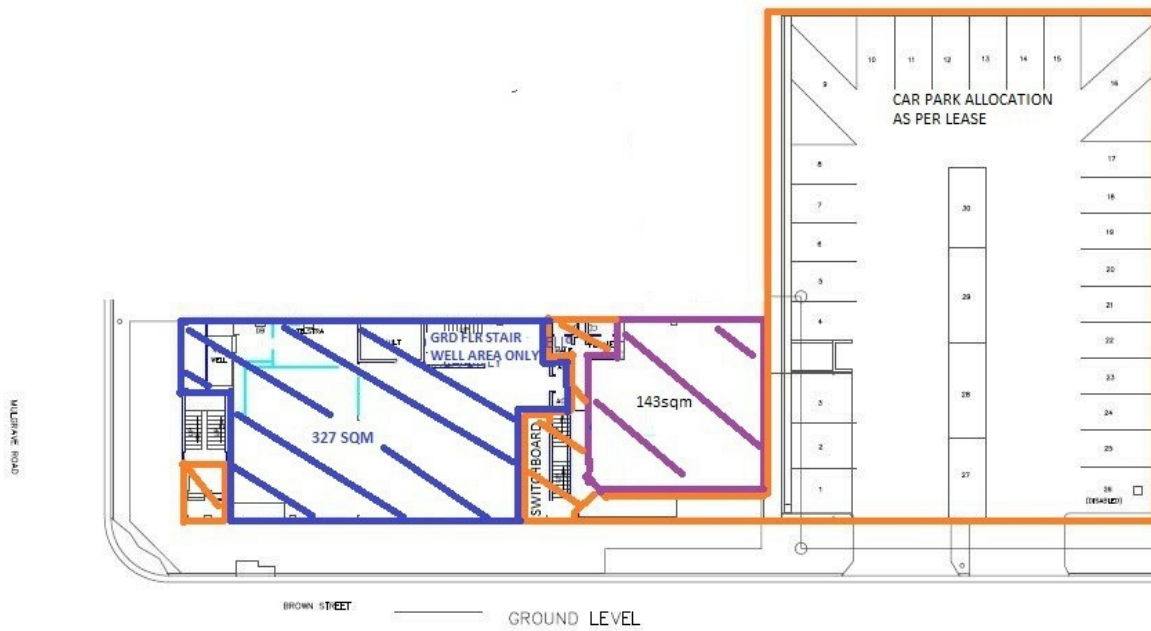 10
11
12
13
14
15
9
16
CAR PARK ALLOCATION
AS PER LEASE
8
7
6
5
4
3
2
1
30
29
28
27
17
18
19
20
21
22
23
24
25
26
(DISABLED)
TELSTRA
GRD FLR STAIR
WELL AREA ONLY
WELL
327 SQM
SWITCHBOARD
143sqm
MULGRAVE ROAD
BROWN STREET
GROUND LEVEL